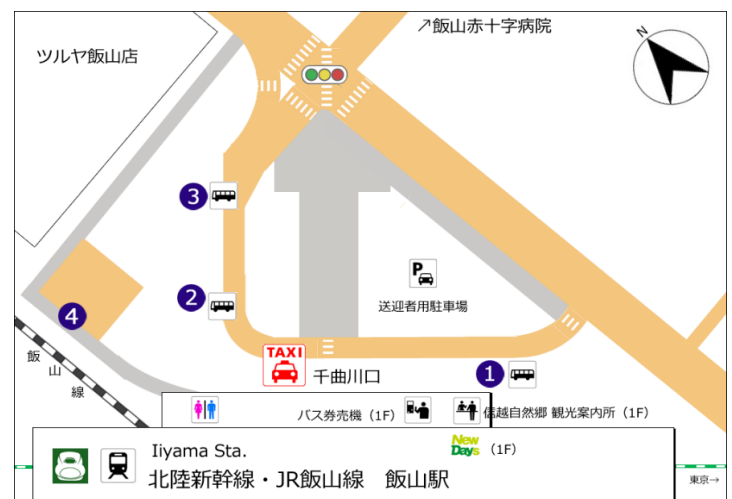 ↗飯山赤十字病院
ツルヤ飯山店
N
3
P
2
送迎者用駐車場
4
TAXI
千曲川口
1
飯山線
バス券売機（1F）
信越自然郷 観光案内所（1F）
Iiyama Sta.
New Days （1F）
北陸新幹線・JR飯山線　飯山駅
東京→